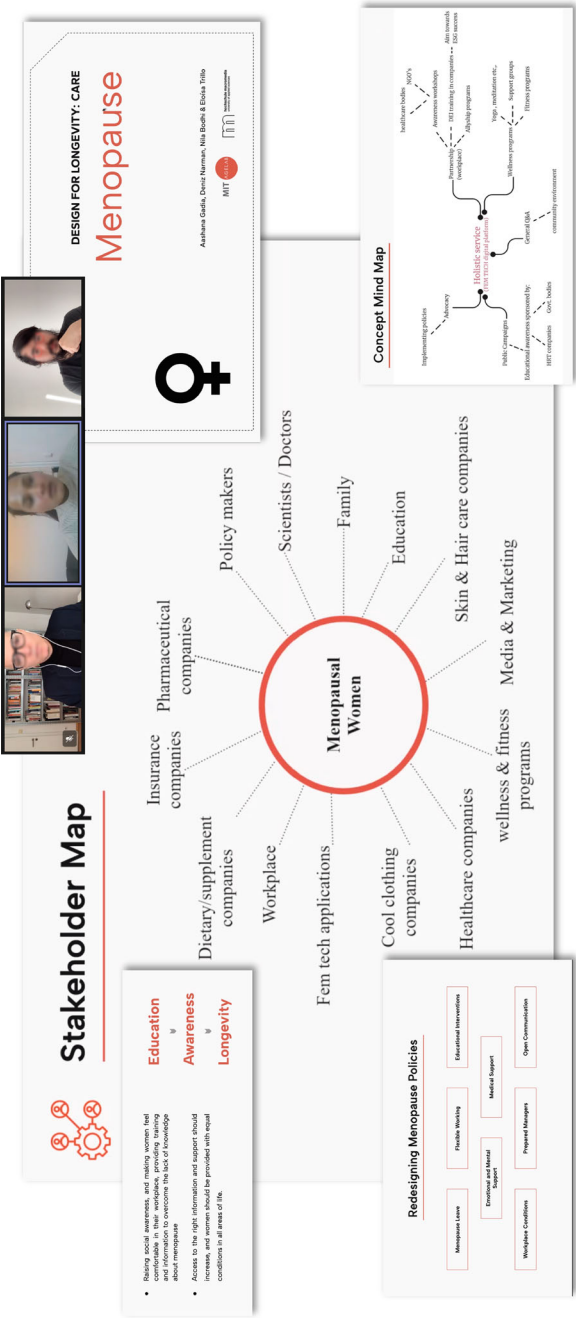 DESIGN FOR LONGEVITY: CARE
Menopause
Aashana Gadia, Deniz Narman, Nila Bodhi & Eloisa Trillo
MIT
AGELAB
Stakeholder Map
Menopausal
Women
Insurance
companies
Pharmaceutical
companies
Policy makers
Scientists / Doctors
Family
Education
Skin & Hair care companies
Media & Marketing
wellness & fitness
programs
Healthcare companies
Cool clothing
companies
Fem tech applications
Workplace
Dietary/supplement
companies
• Raising social awareness, and making women feel
comfortable in their workplace, providing training
and information to overcome the lack of knowledge
about menopause
• Access to the right information and support should
increase, and women should be provided with equal
conditions in all areas of life.
Education
Awareness
Longevity
Redesigning Menopause Policies
Menopause Leave
Flexible Working
Educational Interventions
Emotional and Mental
Support
Medical Support
Workplace Conditions
Prepared Managers
Open Communication
Concept Mind Map
Holistic service
(FEM TECH digital platform)
Implementing policies
Advocacy
Public Campaigns
Educational awareness sponsored by:
HRT companies
Govt. bodies
General Q&A
community environment
Partnership
(workplace)
Awareness workshops
healthcare bodies
NGO's
DEI training in companies
Aim towards
ESG success
Allyship programs
Wellness programs
Yoga , meditation etc.,
Support groups
Fitness programs